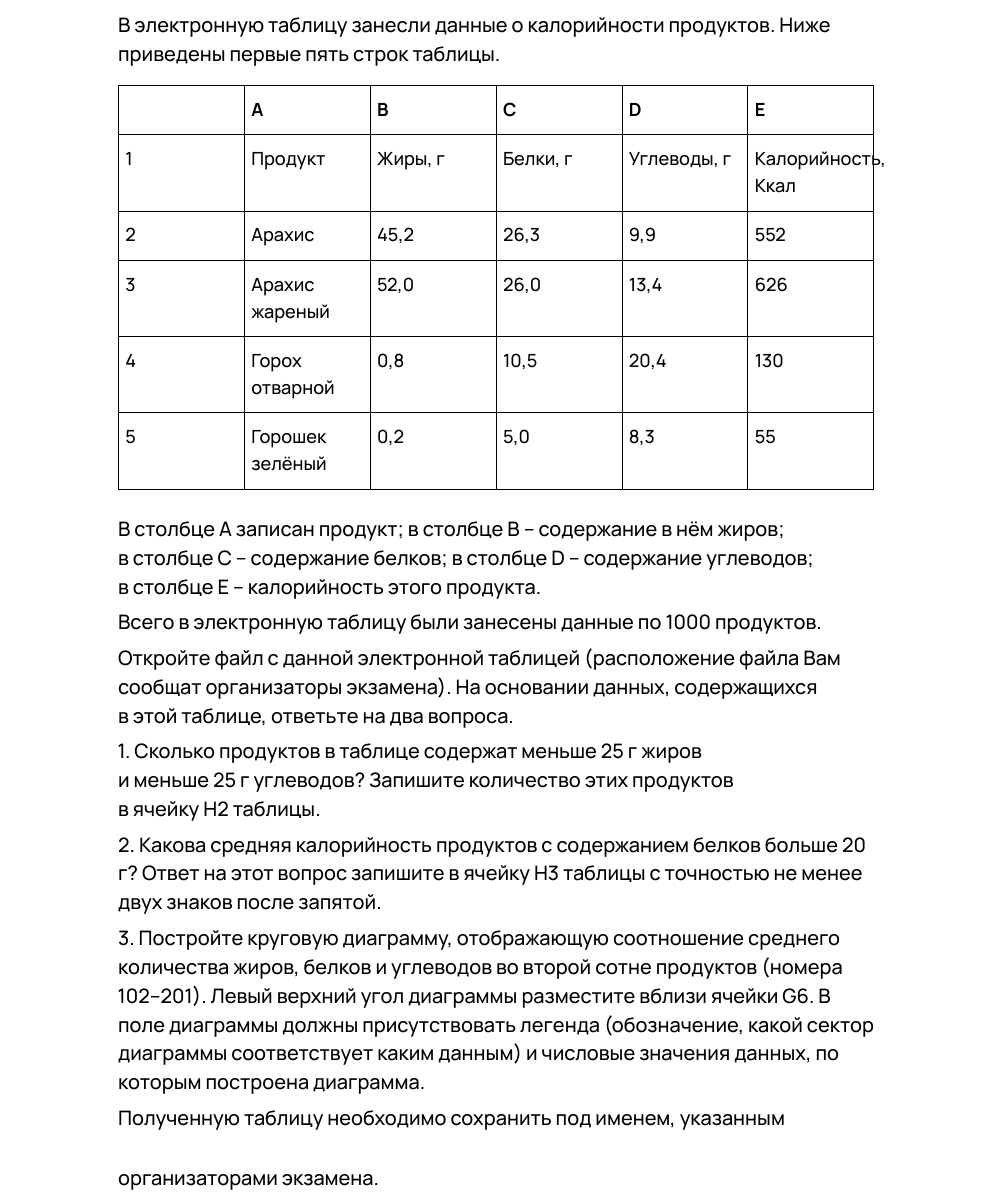 В электронную таблицу занесли данные о калорийности продуктов. Ниже
приведены первые пять строк таблицы.
A B C D E
1 Продукт Жиры, г Белки, г Углеводы, г Калорийность,
Ккал
2 Арахис 45,2 26,3 9,9 552
3 Арахис 52,0 26,0 13,4 626
жареный
4 Горох 0,8 10,5 20,4 130
отварной
5 Горошек 0,2 5,0 8,3 55
зелёный
В столбце A записан продукт; в столбце B – содержание в нём жиров;
в столбце C – содержание белков; в столбце D – содержание углеводов;
в столбце E – калорийность этого продукта.
Всего в электронную таблицу были занесены данные по 1000 продуктов.
Откройте файл с данной электронной таблицей (расположение файла Вам
сообщат организаторы экзамена). На основании данных, содержащихся
в этой таблице, ответьте на два вопроса.
1. Сколько продуктов в таблице содержат меньше 25 г жиров
и меньше 25 г углеводов? Запишите количество этих продуктов
в ячейку H2 таблицы.
2. Какова средняя калорийность продуктов с содержанием белков больше 20
г? Ответ на этот вопрос запишите в ячейку H3 таблицы с точностью не менее
двух знаков после запятой.
3. Постройте круговую диаграмму, отображающую соотношение среднего
количества жиров, белков и углеводов во второй сотне продуктов (номера
102–201). Левый верхний угол диаграммы разместите вблизи ячейки G6. В
поле диаграммы должны присутствовать легенда (обозначение, какой сектор
диаграммы соответствует каким данным) и числовые значения данных, по
которым построена диаграмма.
Полученную таблицу необходимо сохранить под именем, указанным
организаторами экзамена.